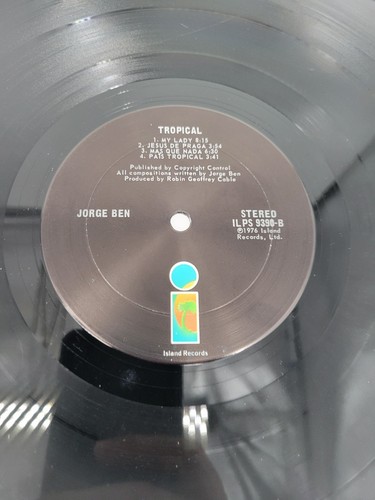 TROPICAL
1. MY LADY 8:15
2. JESUS DE PRAGA 3:54
3. MAS QUE NADA 6:30
4. PAIS TROPICAL 3:41
Published by Copyright Control
All compositions written by Jorge Ben
Produced by Robin Geoffrey Cable
JORGE BEN
STEREO
ILPS 9390-B
℗1976 Island
Records, Ltd.
Island Records